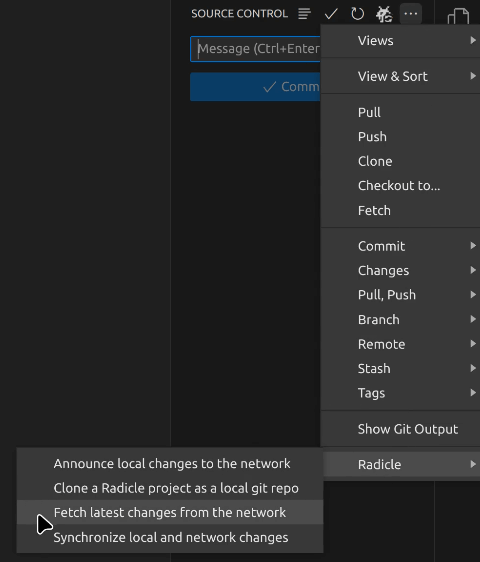 SOURCE CONTROL
Message (Ctrl+Enter
Comm
Views
View & Sort
Pull
Push
Clone
Checkout to...
Fetch
Commit
Changes
Pull, Push
Branch
Remote
Stash
Tags
Show Git Output
Radicle
Announce local changes to the network
Clone a Radicle project as a local git repo
Fetch latest changes from the network
Synchronize local and network changes